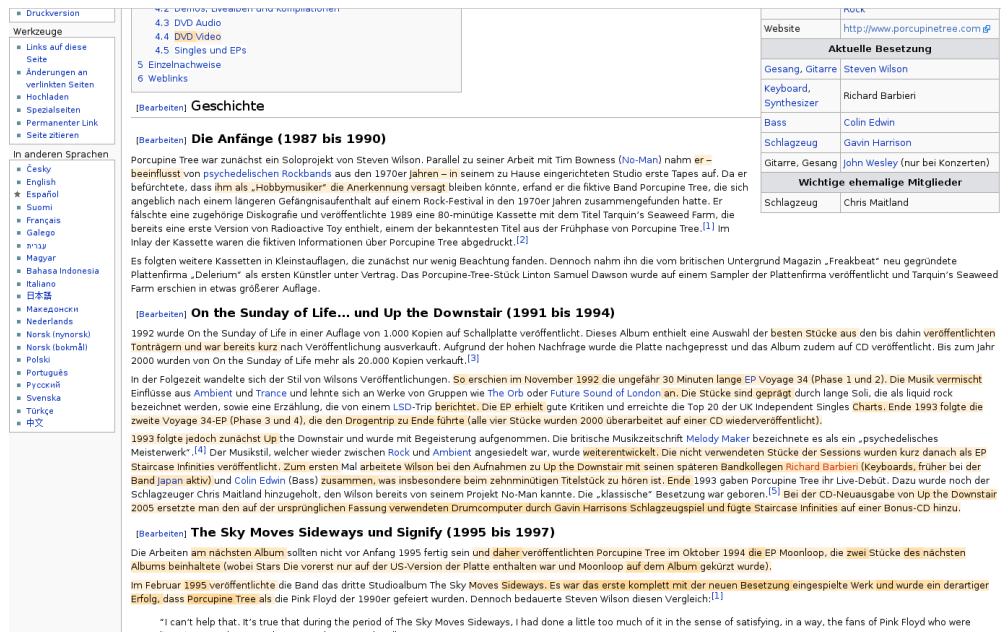 Druckversion
Werkzeuge
Links auf diese
Seite
Änderungen an
verlinkten Seiten
Hochladen
Spezialseiten
Permanenter Link
Seite zitieren
In anderen Sprachen
Česky
English
Español
Suomi
Français
Galego
עברית
Magyar
Bahasa Indonesia
Italiano
日本語
Македонски
Nederlands
Norsk (nynorsk)
Norsk (bokmål)
Polski
Português
Русский
Svenska
Türkçe
中文
4.2 Demos, Livealben und Kompilationen
4.3 DVD Audio
4.4 DVD Video
4.5 Singles und EPs
5 Einzelnachweise
6 Weblinks
Rock
Website http://www.porcupinetree.com
Aktuelle Besetzung
Gesang, Gitarre Steven Wilson
Keyboard,
Synthesizer Richard Barbieri
Bass Colin Edwin
Schlagzeug Gavin Harrison
Gitarre, Gesang John Wesley (nur bei Konzerten)
Wichtige ehemalige Mitglieder
Schlagzeug Chris Maitland
[Bearbeiten] Geschichte
[Bearbeiten] Die Anfänge (1987 bis 1990)
Porcupine Tree war zunächst ein Soloprojekt von Steven Wilson. Parallel zu seiner Arbeit mit Tim Bowness (No-Man) nahm er –
beeinflusst von psychedelischen Rockbands aus den 1970er Jahren – in seinem zu Hause eingerichteten Studio erste Tapes auf. Da er
befürchtete, dass ihm als „Hobbymusiker“ die Anerkennung versagt bleiben könnte, erfand er die fiktive Band Porcupine Tree, die sich
angeblich nach einem längeren Gefängnisaufenthalt auf einem Rock-Festival in den 1970er Jahren zusammengefunden hatte. Er
fälschte eine zugehörige Diskografie und veröffentlichte 1989 eine 80-minütige Kassette mit dem Titel Tarquin’s Seaweed Farm, die
bereits eine erste Version von Radioactive Toy enthielt, einem der bekanntesten Titel aus der Frühphase von Porcupine Tree.[1] Im
Inlay der Kassette waren die fiktiven Informationen über Porcupine Tree abgedruckt.[2]
Es folgten weitere Kassetten in Kleinstauflagen, die zunächst nur wenig Beachtung fanden. Dennoch nahm ihn die vom britischen Untergrund Magazin „Freakbeat“ neu gegründete
Plattenfirma „Delerium“ als ersten Künstler unter Vertrag. Das Porcupine-Tree-Stück Linton Samuel Dawson wurde auf einem Sampler der Plattenfirma veröffentlicht und Tarquin’s Seaweed
Farm erschien in etwas größerer Auflage.
[Bearbeiten] On the Sunday of Life… und Up the Downstair (1991 bis 1994)
1992 wurde On the Sunday of Life in einer Auflage von 1.000 Kopien auf Schallplatte veröffentlicht. Dieses Album enthielt eine Auswahl der besten Stücke aus den bis dahin veröffentlichten
Tonträgern und war bereits kurz nach Veröffentlichung ausverkauft. Aufgrund der hohen Nachfrage wurde die Platte nachgepresst und das Album zudem auf CD veröffentlicht. Bis zum Jahr
2000 wurden von On the Sunday of Life mehr als 20.000 Kopien verkauft.[3]
In der Folgezeit wandelte sich der Stil von Wilsons Veröffentlichungen. So erschien im November 1992 die ungefähr 30 Minuten lange EP Voyage 34 (Phase 1 und 2). Die Musik vermischt
Einflüsse aus Ambient und Trance und lehnte sich an Werke von Gruppen wie The Orb oder Future Sound of London an. Die Stücke sind geprägt durch lange Soli, die als liquid rock
bezeichnet werden, sowie eine Erzählung, die von einem LSD-Trip berichtet. Die EP erhielt gute Kritiken und erreichte die Top 20 der UK Independent Singles Charts. Ende 1993 folgte die
zweite Voyage 34-EP (Phase 3 und 4), die den Drogentrip zu Ende führte (alle vier Stücke wurden 2000 überarbeitet auf einer CD wiederveröffentlicht).
1993 folgte jedoch zunächst Up the Downstair und wurde mit Begeisterung aufgenommen. Die britische Musikzeitschrift Melody Maker bezeichnete es als ein „psychedelisches
Meisterwerk“.[4] Der Musikstil, welcher wieder zwischen Rock und Ambient angesiedelt war, wurde weiterentwickelt. Die nicht verwendeten Stücke der Sessions wurden kurz danach als EP
Staircase Infinities veröffentlicht. Zum ersten Mal arbeitete Wilson bei den Aufnahmen zu Up the Downstair mit seinen späteren Bandkollegen Richard Barbieri (Keyboards, früher bei der
Band Japan aktiv) und Colin Edwin (Bass) zusammen, was insbesondere beim zehnminütigen Titelstück zu hören ist. Ende 1993 gaben Porcupine Tree ihr Live-Debüt. Dazu wurde noch der
Schlagzeuger Chris Maitland hinzugeholt, den Wilson bereits von seinem Projekt No-Man kannte. Die „klassische“ Besetzung war geboren.[5] Bei der CD-Neuausgabe von Up the Downstair
2005 ersetzte man den auf der ursprünglichen Fassung verwendeten Drumcomputer durch Gavin Harrisons Schlagzeugspiel und fügte Staircase Infinities auf einer Bonus-CD hinzu.
[Bearbeiten] The Sky Moves Sideways und Signify (1995 bis 1997)
Die Arbeiten am nächsten Album sollten nicht vor Anfang 1995 fertig sein und daher veröffentlichten Porcupine Tree im Oktober 1994 die EP Moonloop, die zwei Stücke des nächsten
Albums beinhaltete (wobei Stars Die vorerst nur auf der US-Version der Platte enthalten war und Moonloop auf dem Album gekürzt wurde).
Im Februar 1995 veröffentlichte die Band das dritte Studioalbum The Sky Moves Sideways. Es war das erste komplett mit der neuen Besetzung eingespielte Werk und wurde ein derartiger
Erfolg, dass Porcupine Tree als die Pink Floyd der 1990er gefeiert wurden. Dennoch bedauerte Steven Wilson diesen Vergleich:[1]
“I can’t help that. It’s true that during the period of The Sky Moves Sideways, I had done a little too much of it in the sense of satisfying, in a way, the fans of Pink Floyd who were